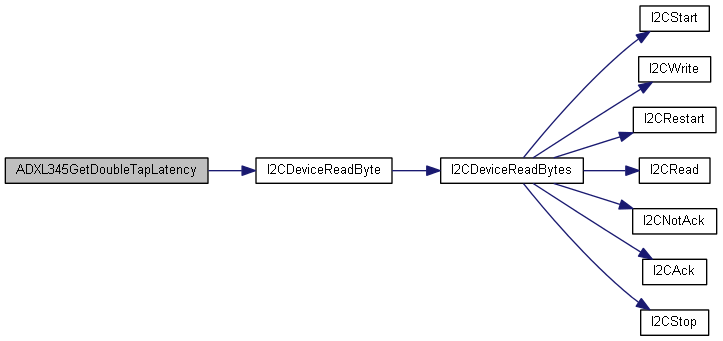 ADXL345GetDoubleTapLatency
I2CDeviceReadByte
I2CDeviceReadBytes
I2CStart
I2CWrite
I2CRestart
I2CRead
I2CNotAck
I2CAck
I2CStop